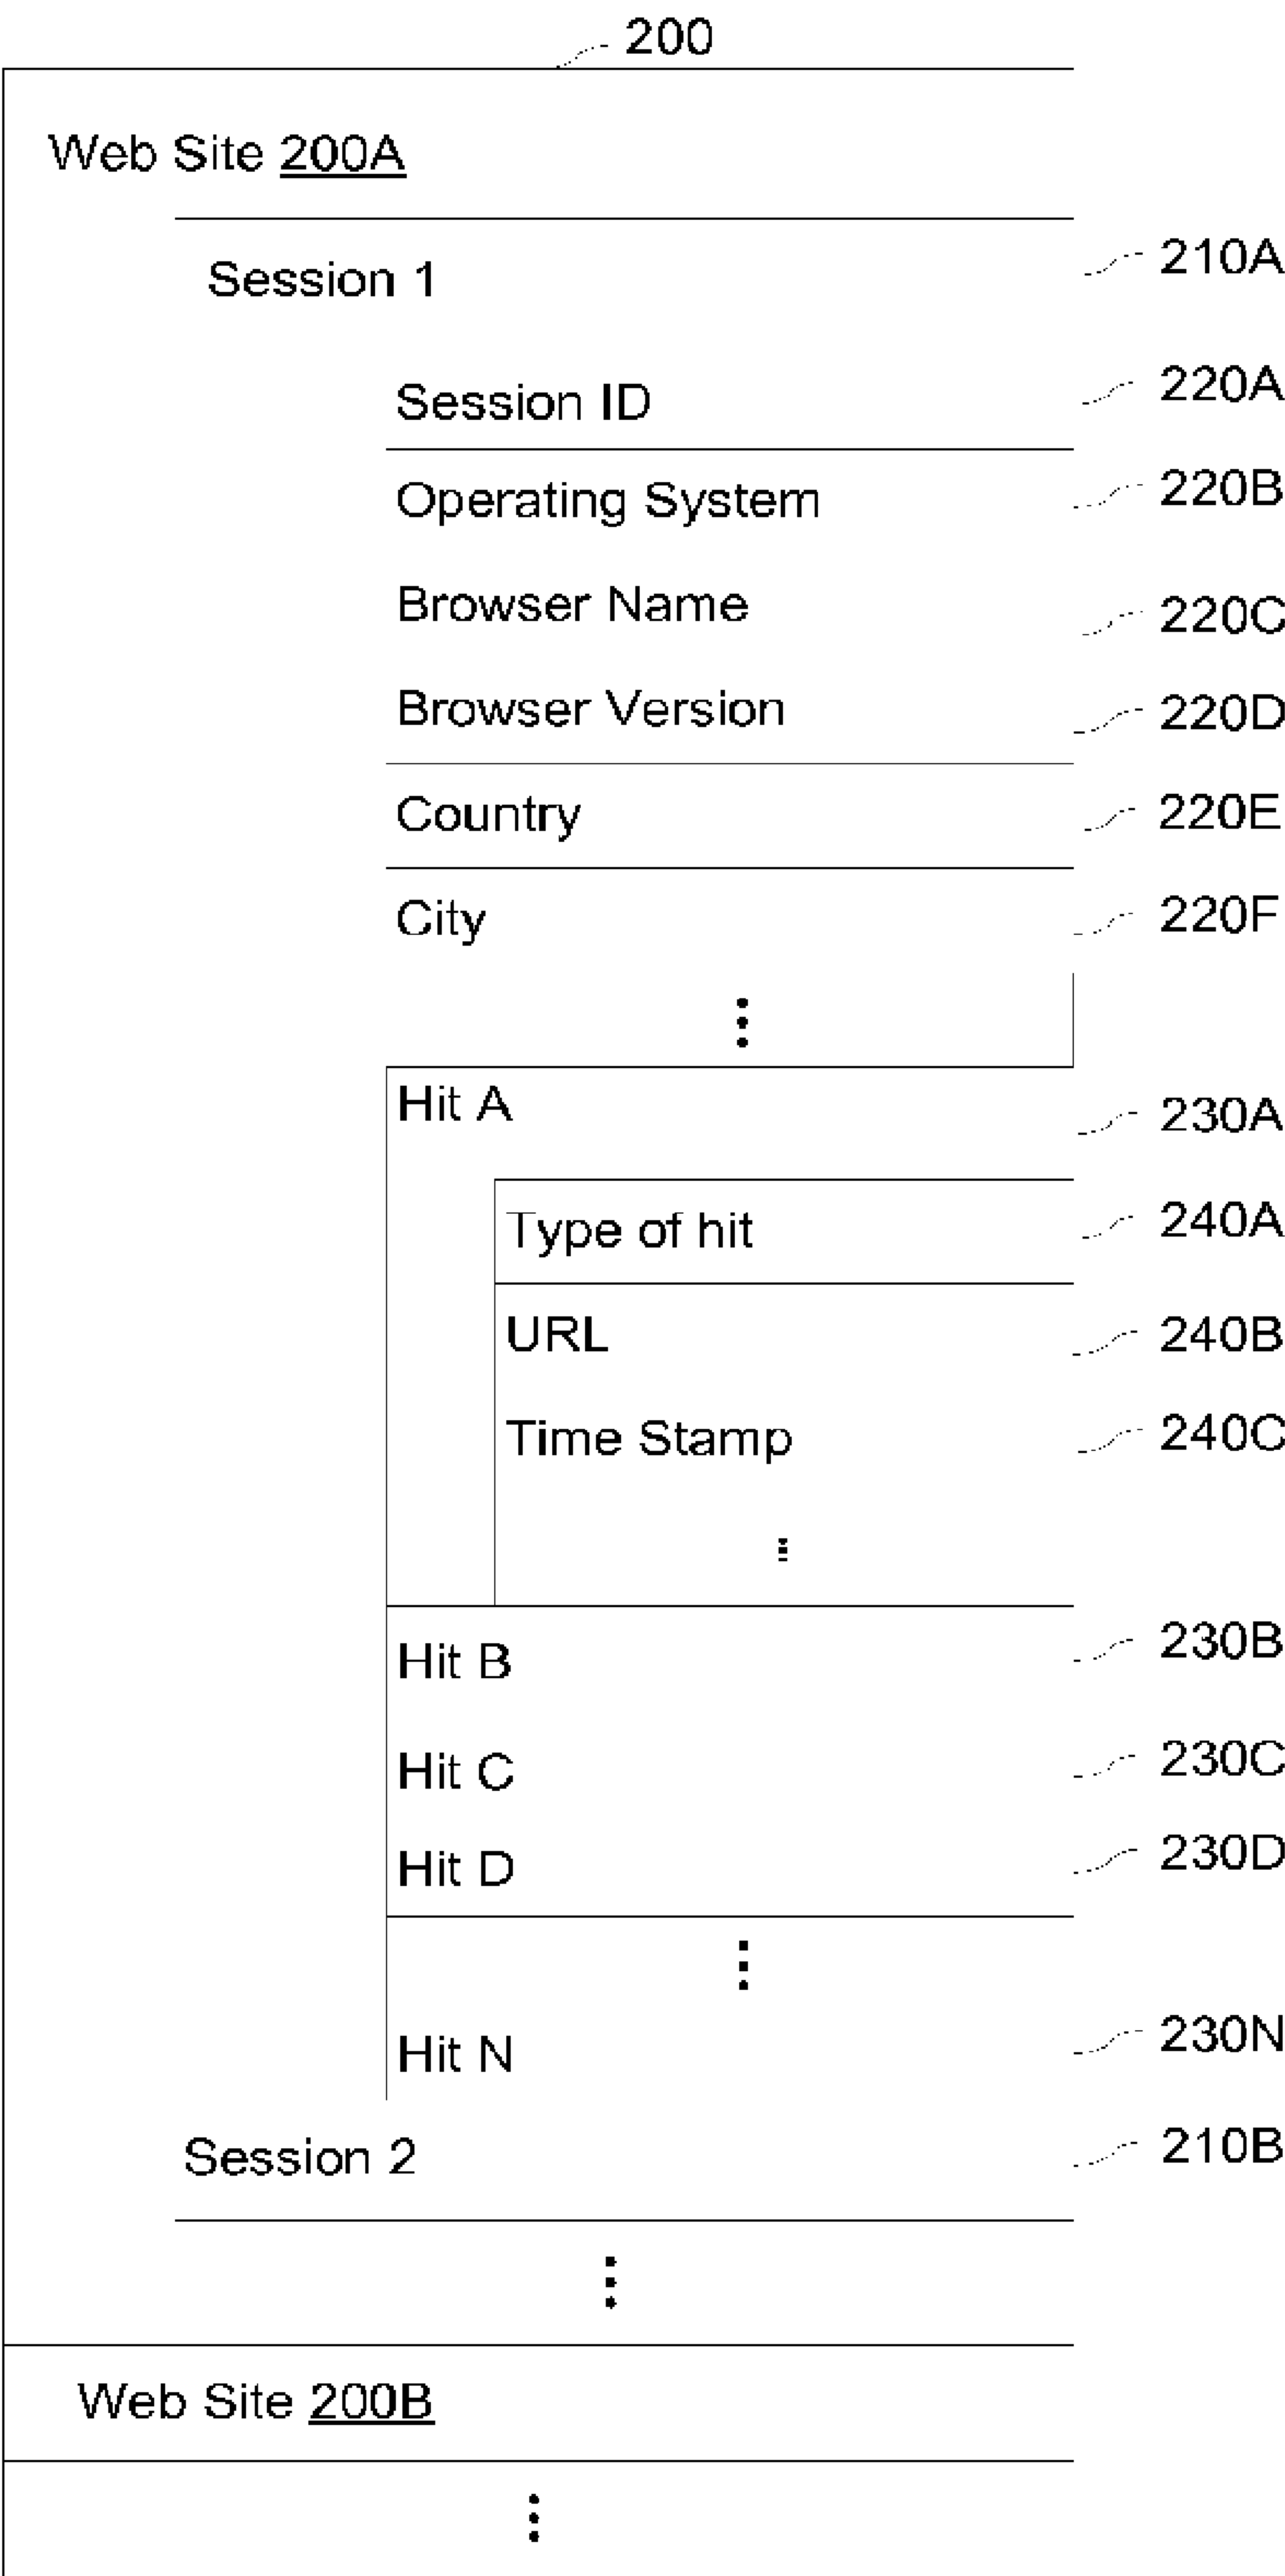 200
Web Site 200A
Session 1 210A
Session ID 220A
Operating System 220B
Browser Name 220C
Browser Version 220D
Country 220E
City 220F
Hit A 230A
Type of hit 240A
URL 240B
Time Stamp 240C
Hit B 230B
Hit C 230C
Hit D 230D
Hit N 230N
Session 2 210B
Web Site 200B